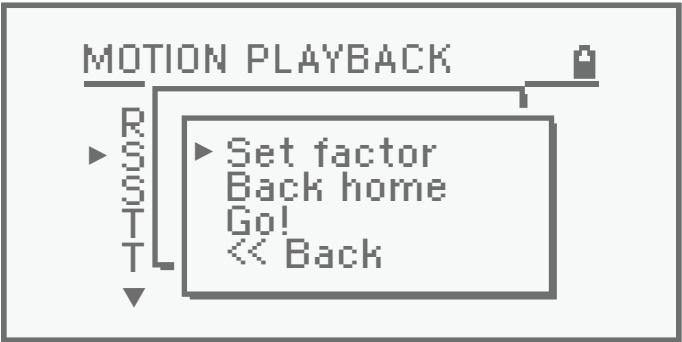 MOTION PLAYBACK
R
S
S
T
T
Set factor
Back home
Go!
<< Back